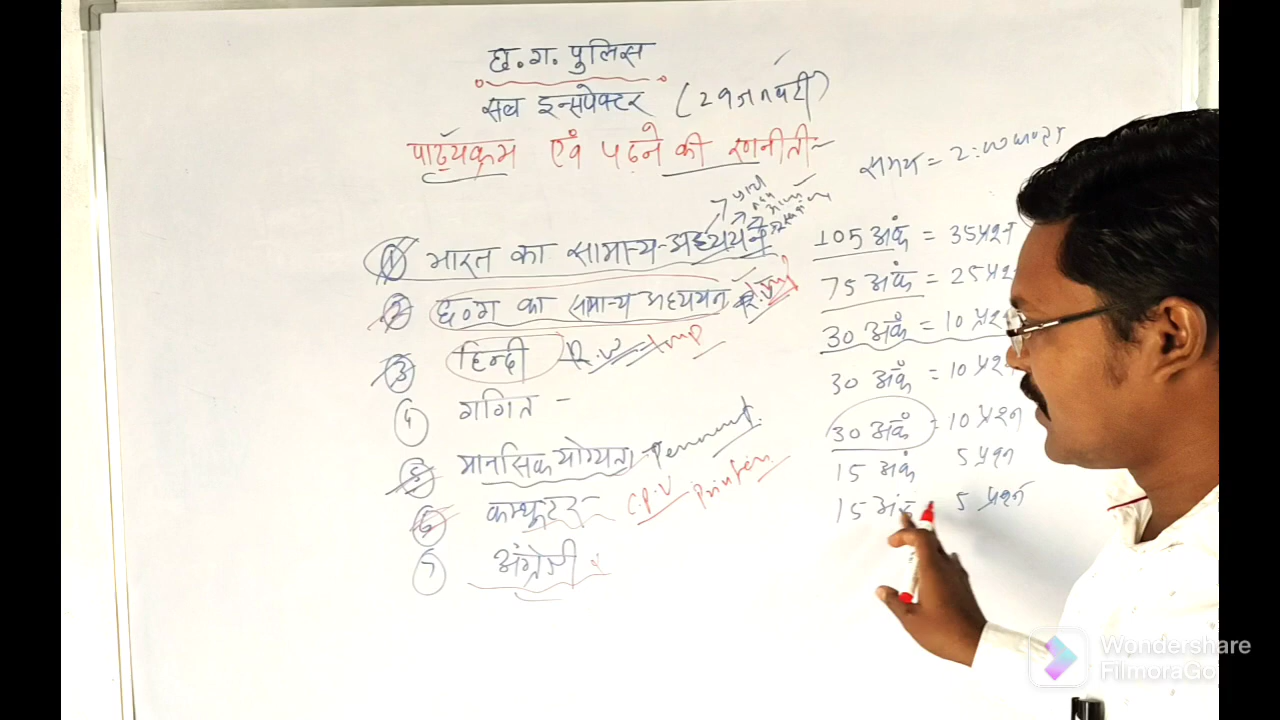 छ.ग. पुलिस
सब इन्सपेक्टर (29 जनवरी)
पाठ्यक्रम एवं पढ़ने की रणनीती
समय = 2:00
① भारत का सामान्य-अध्ययन 105 अंक = 35 प्रश्न
② छ०ग का सामान्य अध्ययन 75 अंक = 25 प्रश्न
③ हिन्दी R.W Imp 30 अंक = 10 प्रश्न
④ गणित - 30 अंक = 10 प्रश्न
⑤ मानसिक योग्यता 30 अंक = 10 प्रश्न
⑥ कम्प्यूटर C.P.U Printer 15 अंक 5 प्रश्न
⑦ अंग्रेजी 15 अंक 5 प्रश्न
Wondershare
FilmoraGo